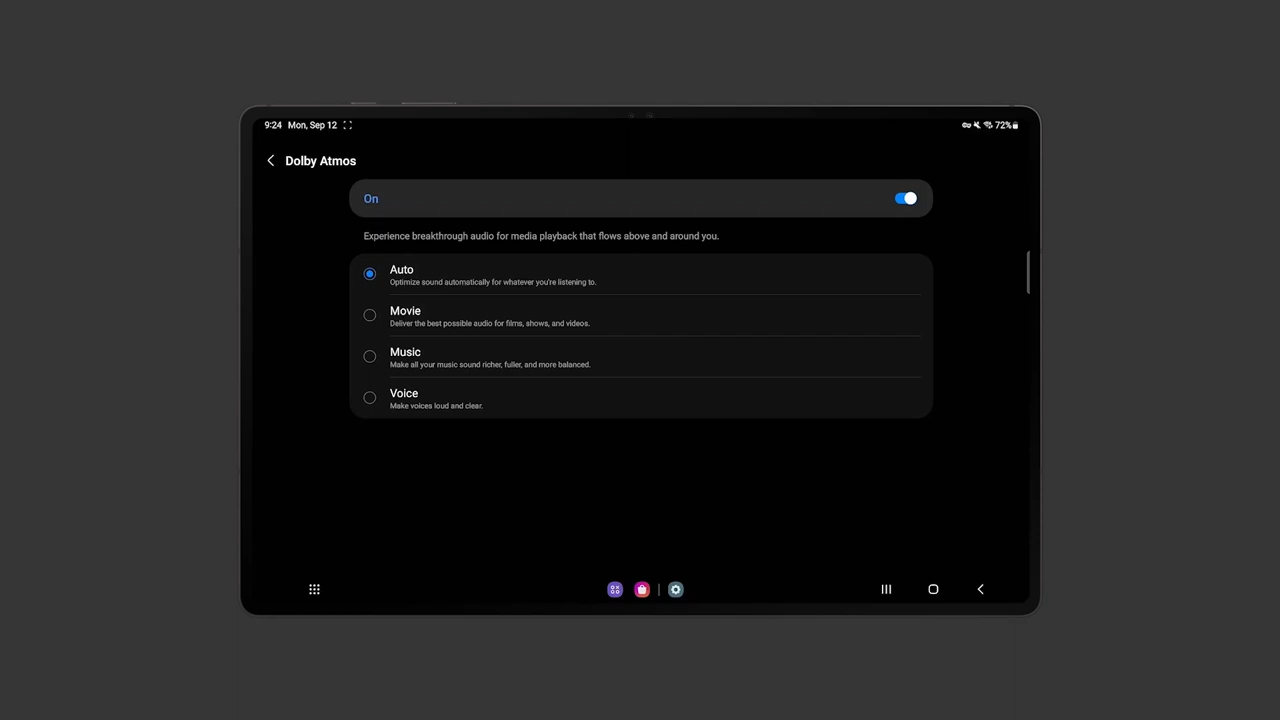 9:24 Mon, Sep 12
72%
Dolby Atmos
On
Experience breakthrough audio for media playback that flows above and around you.
Auto
Optimize sound automatically for whatever you're listening to.
Movie
Deliver the best possible audio for films, shows, and videos.
Music
Make all your music sound richer, fuller, and more balanced.
Voice
Make voices loud and clear.